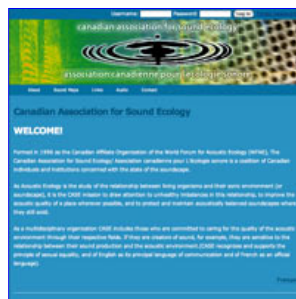 Username: Password: Log in
canadian association for sound ecology
association canadienne pour l'écologie sonore
About Sound Maps Links Audio Contact
Canadian Association for Sound Ecology
WELCOME!
Formed in 1996 as the Canadian Affiliate Organization of the World Forum for Acoustic Ecology (WFAE), The
Canadian Association for Sound Ecology/ Association canadienne pour l'écologie sonore is a coalition of Canadian
individuals and institutions concerned with the state of the soundscape.
As Acoustic Ecology is the study of the relationship between living organisms and their sonic environment (or
soundscape), it is the CASE mission to draw attention to unhealthy imbalances in this relationship, to improve the
acoustic quality of a place wherever possible, and to protect and maintain acoustically balanced soundscapes where
they still exist.
As a multidisciplinary organization CASE includes those who are committed to caring for the quality of the acoustic
environment through their respective fields. If they are creators of sound, for example, they are sensitive to the
relationship between their sound production and the acoustic environment.(CASE recognizes and supports the
principle of sexual equality, and of English as its principal language of communication and of French as an official
language).